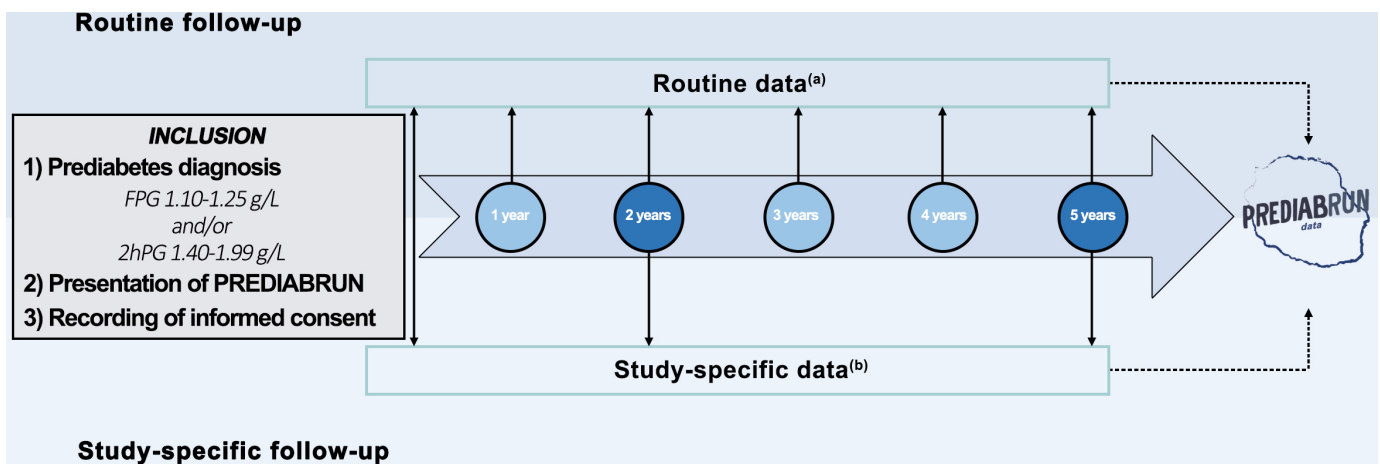 Routine follow-up
Routine data(a)
INCLUSION
1) Prediabetes diagnosis
FPG 1.10-1.25 g/L
and/or
2hPG 1.40-1.99 g/L
2) Presentation of PREDIABRUN
3) Recording of informed consent
1 year
2 years
3 years
4 years
5 years
PREDIABRUN
data
Study-specific data(b)
Study-specific follow-up